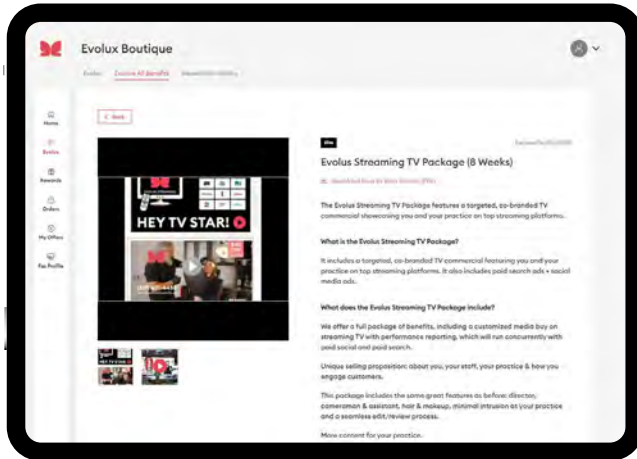 Evolux Boutique
Evolus Explore All Benefits
Home
Evolus
Rewards
Orders
My Offers
Fax Profile
Back
HEY TV STAR!
Evolus Streaming TV Package (8 Weeks)
The Evolus Streaming TV Package features a targeted, co-branded TV
commercial showcasing you and your practice on top streaming platforms.
What is the Evolus Streaming TV Package?
It includes a targeted, co-branded TV commercial featuring you and your
practice on top streaming platforms. It also includes paid search ads + social
media ads.
What does the Evolus Streaming TV Package include?
We offer a full package of benefits, including a customized media buy on
streaming TV with performance reporting, which will run concurrently with
paid social and paid search.
Unique selling proposition: about you, your staff, your practice & how you
engage customers.
This package includes the same great features as before: director,
cameraman & assistant, hair & makeup, minimal intrusion at your practice
and a seamless edit/review process.
More content for your practice.